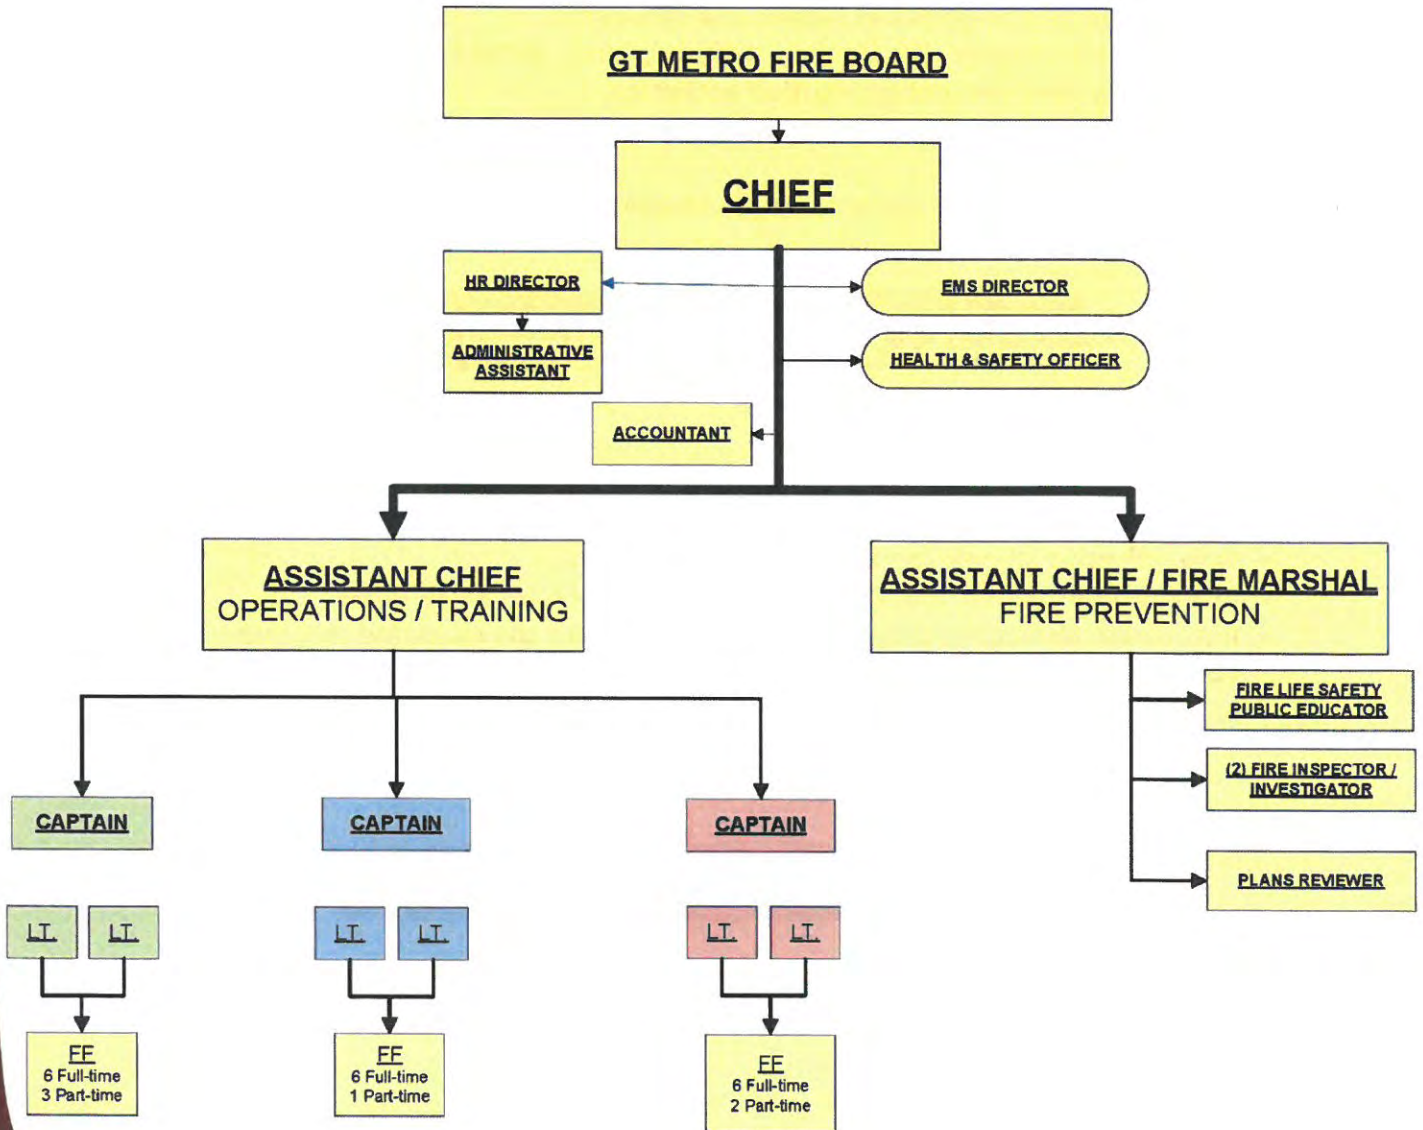 GT METRO FIRE BOARD
CHIEF
HR DIRECTOR
EMS DIRECTOR
ADMINISTRATIVE
ASSISTANT
HEALTH & SAFETY OFFICER
ACCOUNTANT
ASSISTANT CHIEF
OPERATIONS / TRAINING
ASSISTANT CHIEF / FIRE MARSHAL
FIRE PREVENTION
FIRE LIFE SAFETY
PUBLIC EDUCATOR
(2) FIRE INSPECTOR /
INVESTIGATOR
PLANS REVIEWER
CAPTAIN
CAPTAIN
CAPTAIN
LT.
LT.
LT.
LT.
LT.
LT.
FF
6 Full-time
3 Part-time
FF
6 Full-time
1 Part-time
FF
6 Full-time
2 Part-time